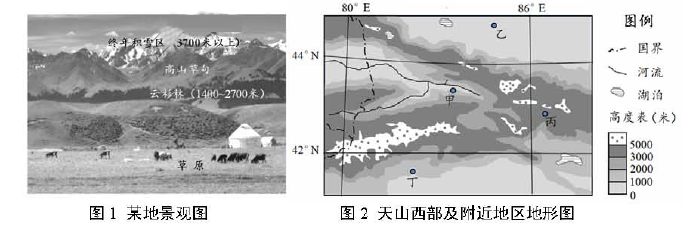 终年积雪区（3700米以上）
高山草甸
云杉林（1400-2700米）
草原
图1 某地景观图
80°E
86°E
44°N
42°N
乙
甲
丙
丁
图2 天山西部及附近地区地形图
图例
国界
河流
湖泊
高度表(米)
5000
3000
2000
1000
0